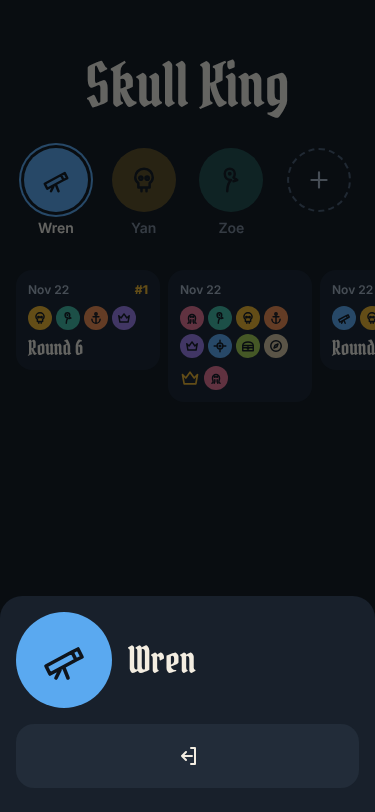 Skull King
Wren
Yan
Zoe
Nov 22
#1
Round 6
Nov 22
Nov 22
Round
Wren